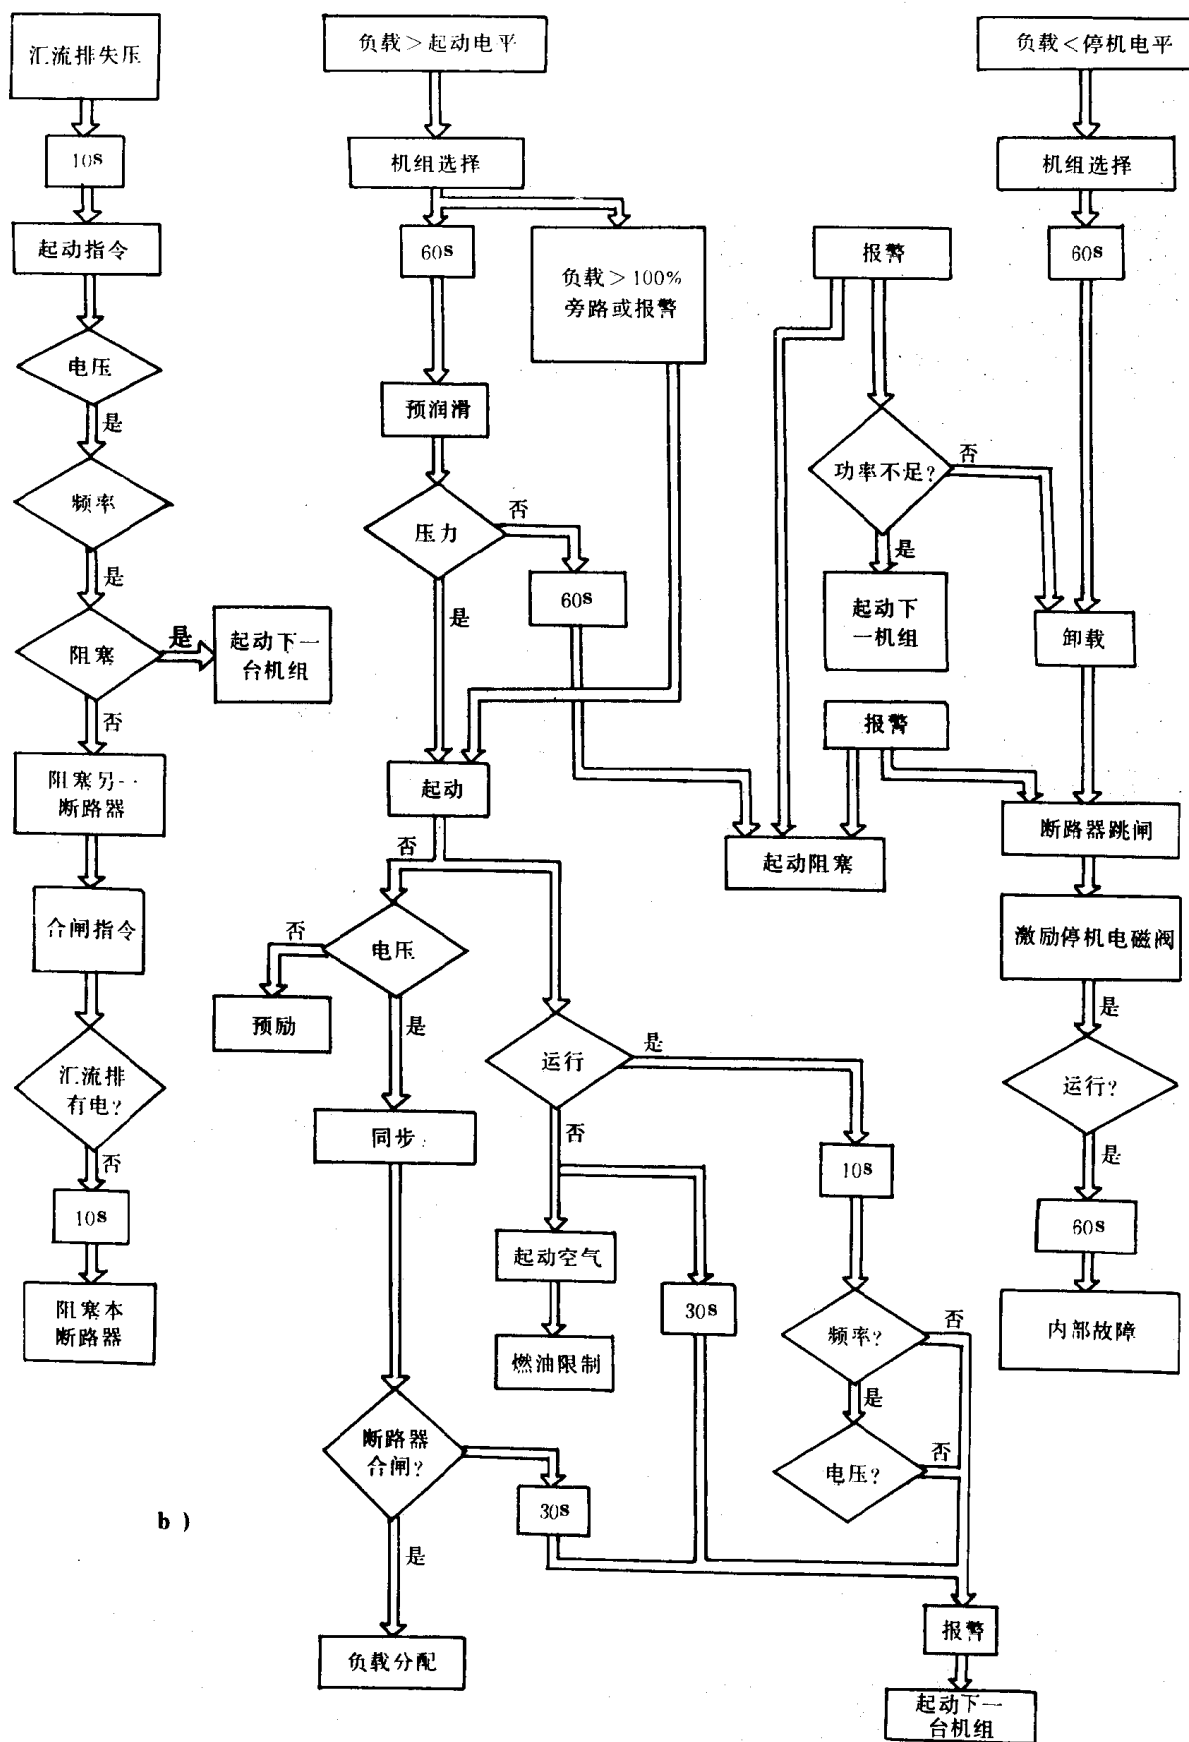 汇流排失压
10s
起动指令
电压
是
频率
是
阻塞
是
起动下一
台机组
否
阻塞另一
断路器
合闸指令
汇流排
有电?
否
10s
阻塞本
断路器
b)
负载>起动电平
机组选择
60s
负载>100%
旁路或报警
预润滑
压力
否
60s
是
起动
否
电压
否
预励
是
同步
断路器
合闸?
30s
是
负载分配
运行
是
否
起动空气
燃油限制
30s
10s
频率?
否
是
电压?
否
报警
起动下一
台机组
报警
功率不足?
否
是
起动下
一机组
报警
起动阻塞
负载<停机电平
机组选择
60s
卸载
断路器跳闸
激励停机电磁阀
是
运行?
是
60s
内部故障